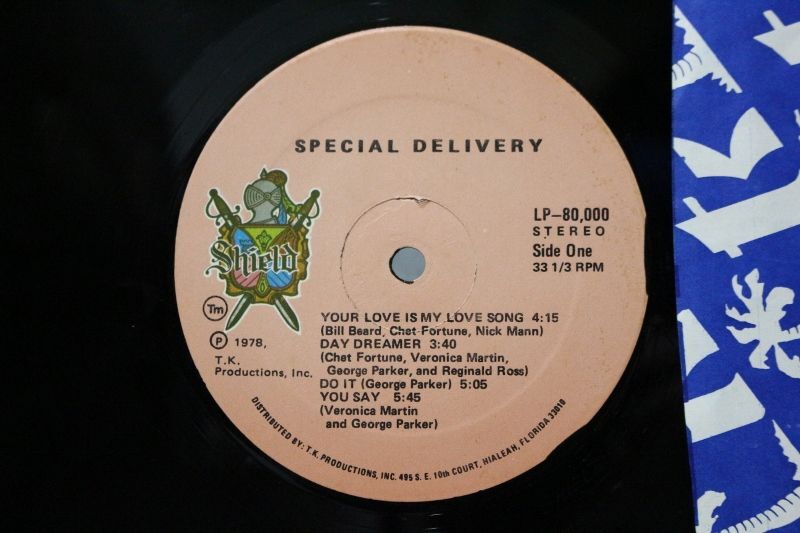 SPECIAL DELIVERY
Shield
Tm
P 1978,
T.K.
Productions, Inc.
LP-80,000
STEREO
Side One
33 1/3 RPM
YOUR LOVE IS MY LOVE SONG 4:15
(Bill Beard, Chet Fortune, Nick Mann)
DAY DREAMER 3:40
(Chet Fortune, Veronica Martin,
George Parker, and Reginald Ross)
DO IT (George Parker) 5:05
YOU SAY 5:45
(Veronica Martin
and George Parker)
DISTRIBUTED BY: T.K. PRODUCTIONS, INC. 495 S. E. 10th COURT, HIALEAH, FLORIDA 33010